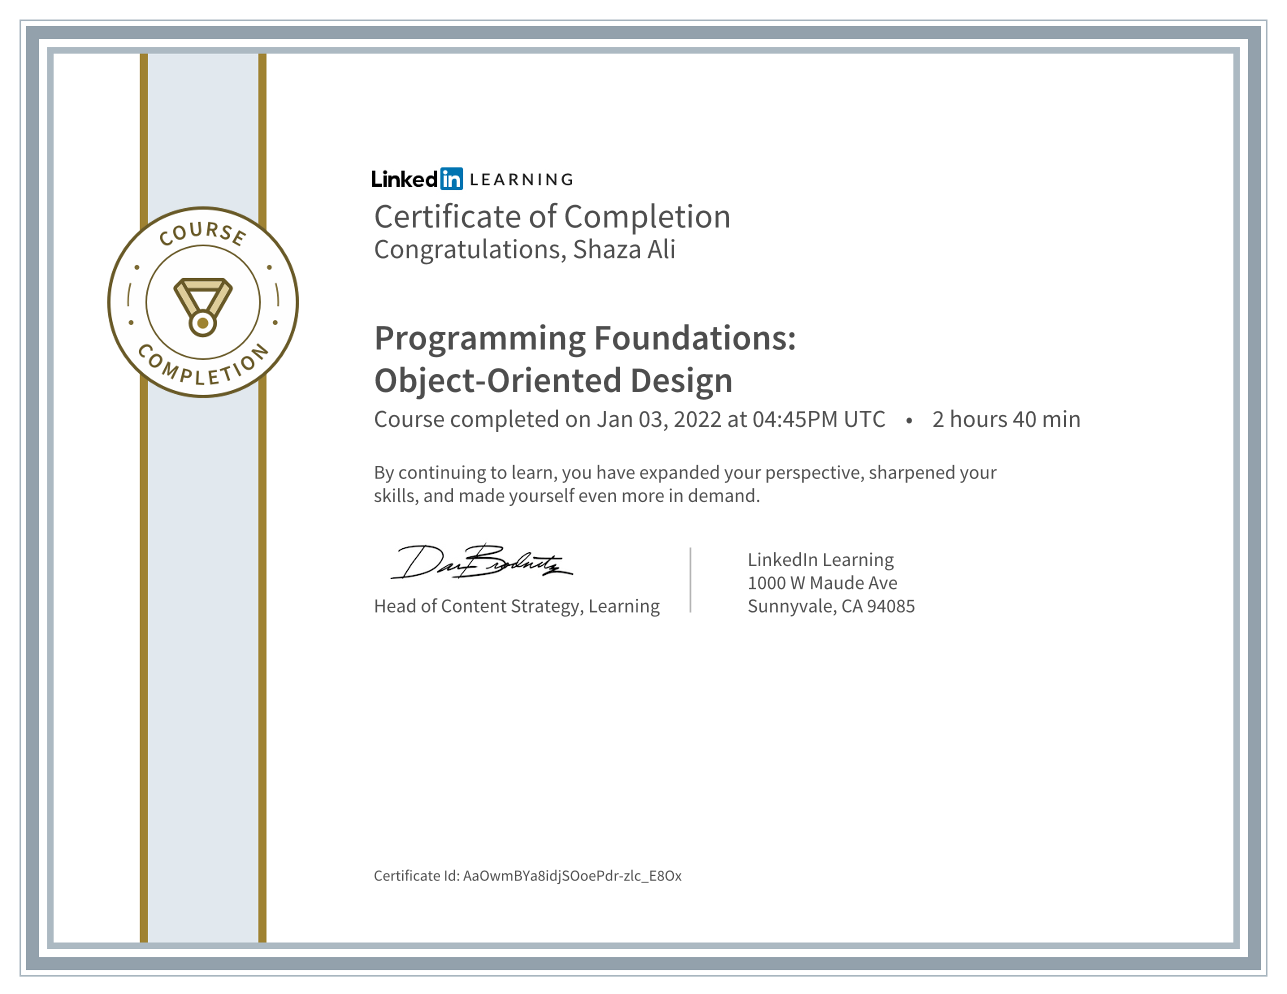 COURSE
COMPLETION
Linked in LEARNING
Certificate of Completion
Congratulations, Shaza Ali
Programming Foundations:
Object-Oriented Design
Course completed on Jan 03, 2022 at 04:45PM UTC • 2 hours 40 min
By continuing to learn, you have expanded your perspective, sharpened your
skills, and made yourself even more in demand.
Dan Brodnitz
Head of Content Strategy, Learning
LinkedIn Learning
1000 W Maude Ave
Sunnyvale, CA 94085
Certificate Id: AaOwmBYa8idjSOoePdr-zlc_E8Ox